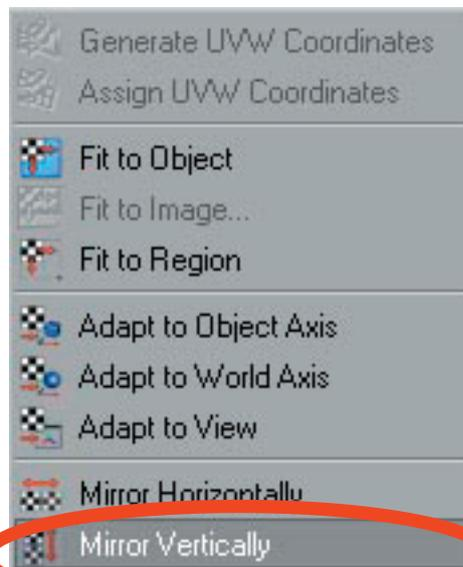 Generate UVW Coordinates
Assign UVW Coordinates
Fit to Object
Fit to Image...
Fit to Region
Adapt to Object Axis
Adapt to World Axis
Adapt to View
Mirror Horizontally
Mirror Vertically